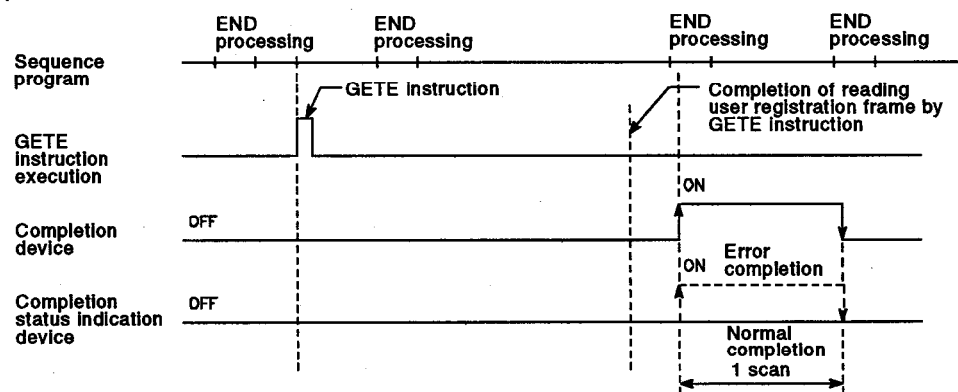 END processing
END processing
END processing
END processing
Sequence program
GETE instruction
Completion of reading
user registration frame by
GETE instruction
GETE
instruction
execution
ON
OFF
Completion
device
ON
Error
completion
OFF
Completion
status indication
device
Normal
completion
1 scan